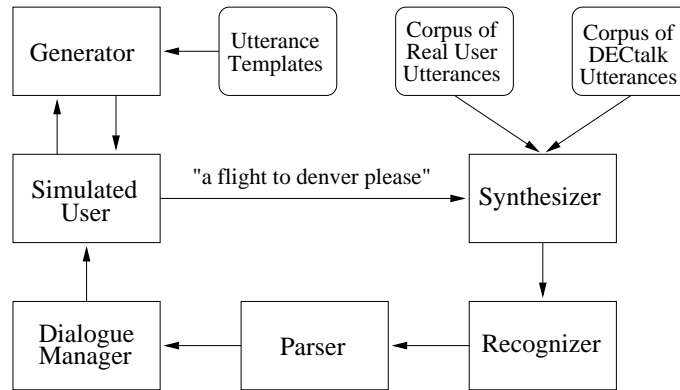 Generator
Utterance
Templates
Corpus of
Real User
Utterances
Corpus of
DECtalk
Utterances
Simulated
User
"a flight to denver please"
Synthesizer
Dialogue
Manager
Parser
Recognizer